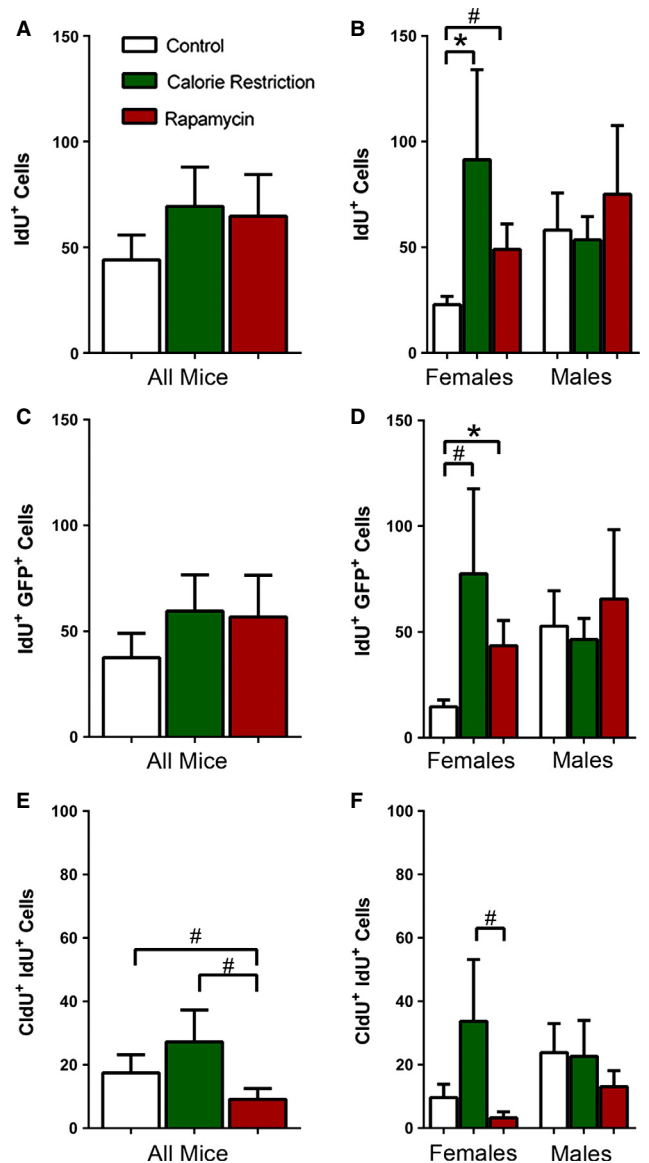 A
IdU+ Cells
150
100
50
0
Control
Calorie Restriction
Rapamycin
All Mice
B
IdU+ Cells
150
100
50
0
#
*
Females Males
C
IdU+ GFP+ Cells
150
100
50
0
All Mice
D
IdU+ GFP+ Cells
150
100
50
0
*
#
Females Males
E
CldU+ IdU+ Cells
100
80
60
40
20
0
#
#
All Mice
F
CldU+ IdU+ Cells
100
80
60
40
20
0
#
Females Males